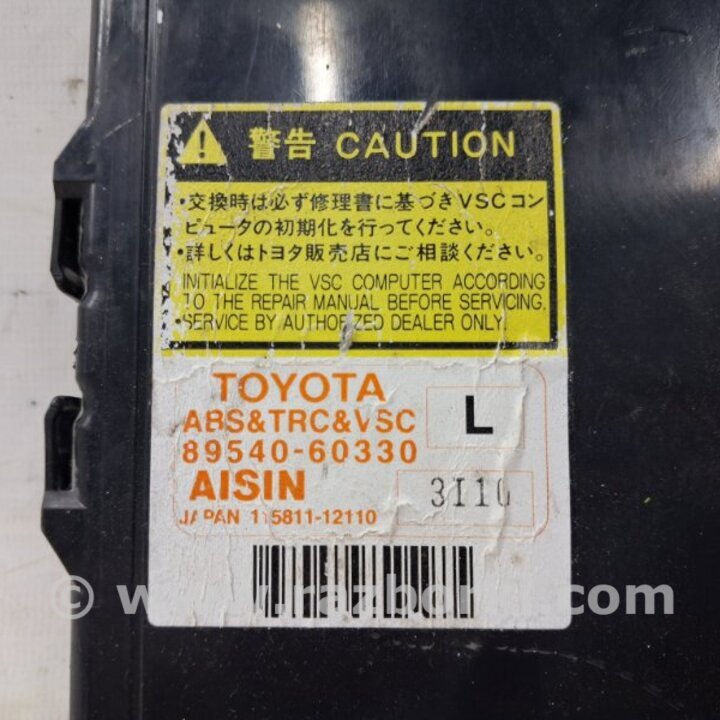 警告 CAUTION
・交換時は必ず修理書に基づきVSCコン
ピュータの初期化を行ってください。
・詳しくはトヨタ販売店にご相談ください。
INITIALIZE THE VSC COMPUTER ACCORDING
TO THE REPAIR MANUAL BEFORE SERVICING.
・SERVICE BY AUTHORIZED DEALER ONLY.
TOYOTA
ABS&TRC&VSC
L
89540-60330
AISIN
JAPAN 115811-12110